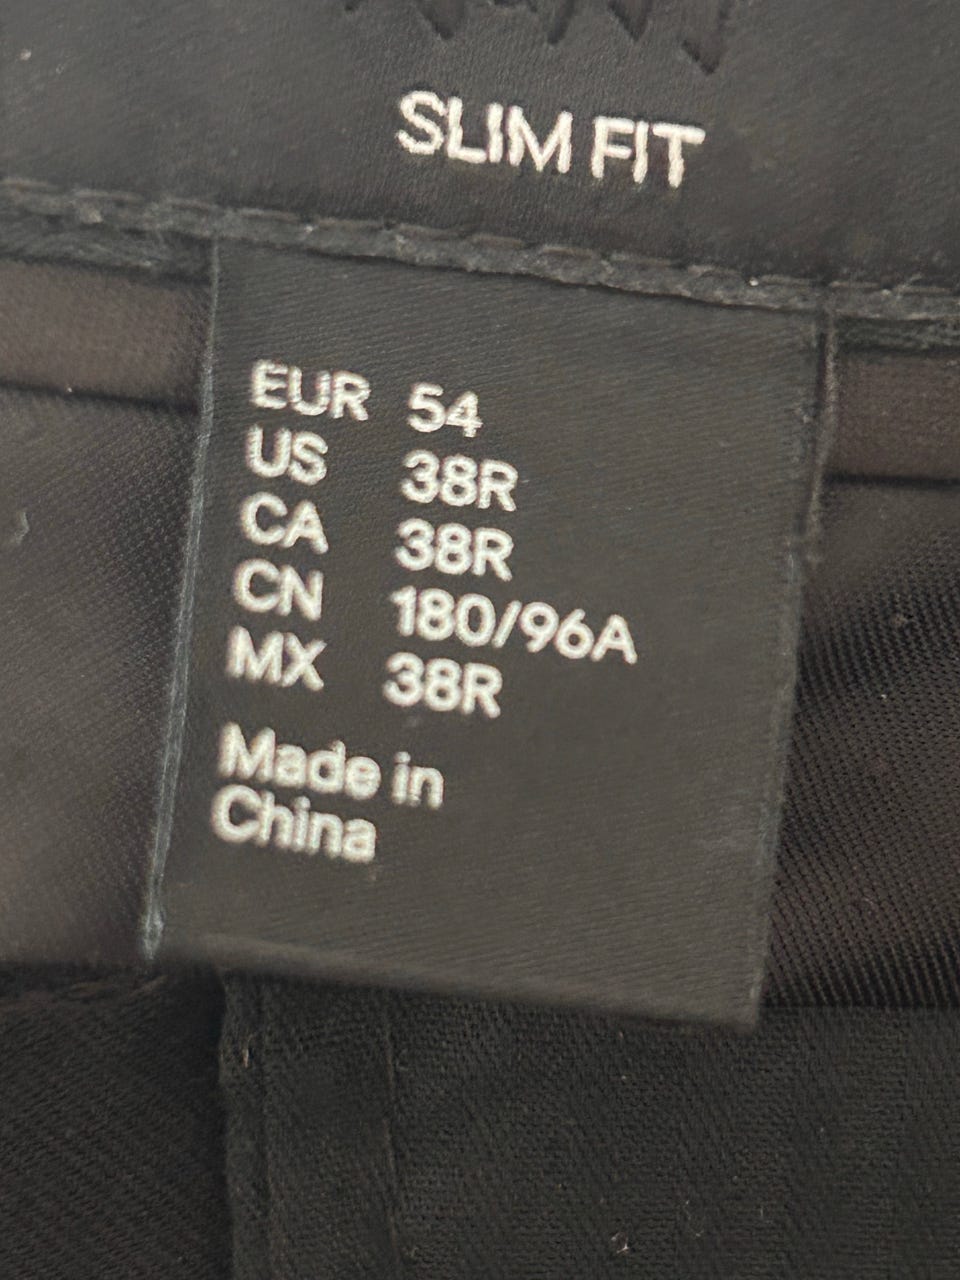 SLIM FIT
EUR 54
US 38R
CA 38R
CN 180/96A
MX 38R
Made in
China